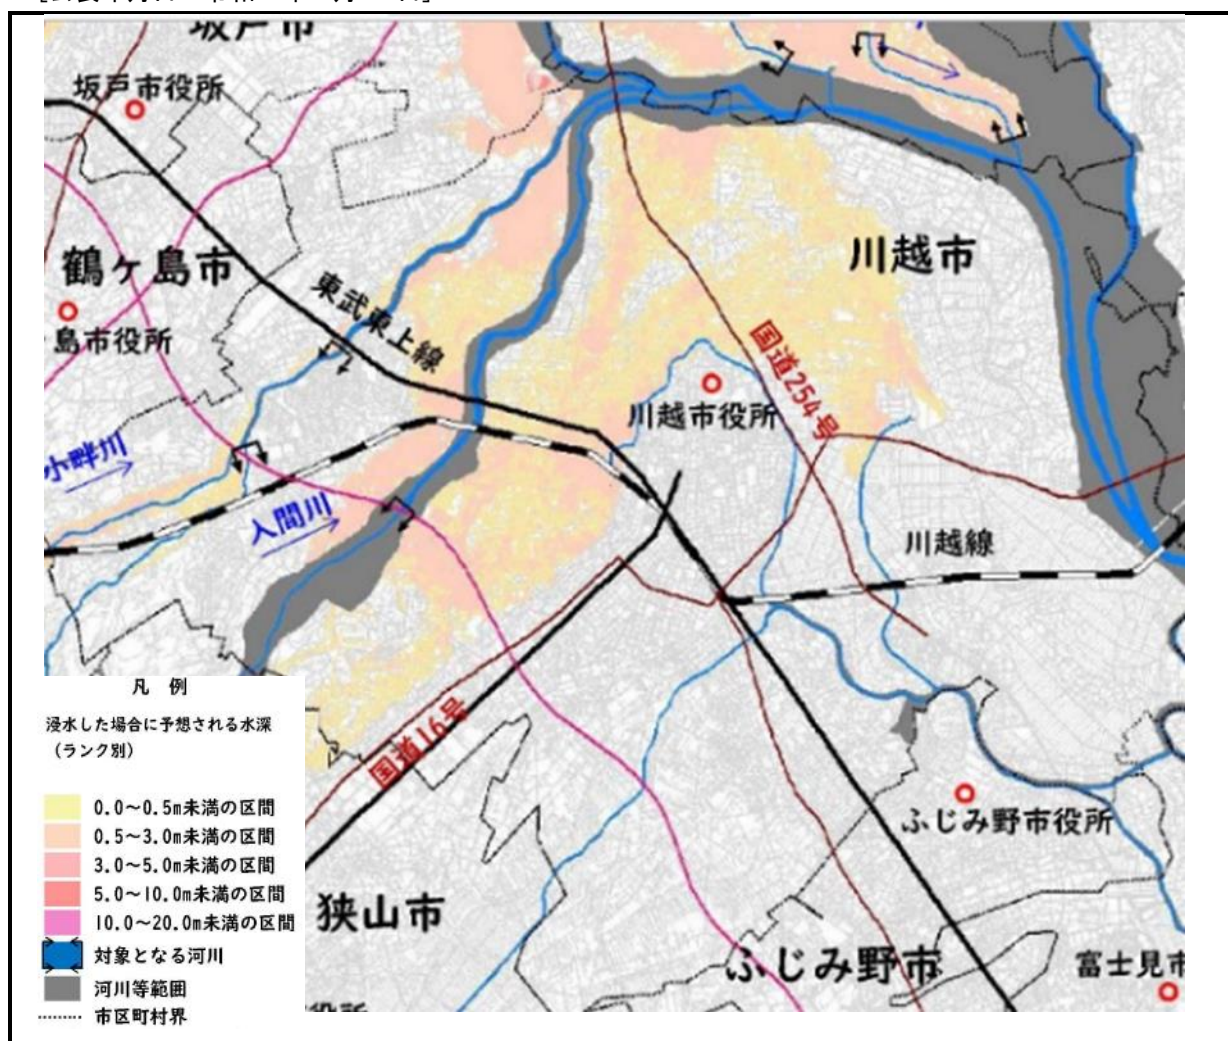 坂戸市
坂戸市役所
鶴ヶ島市
島市役所
東武東上線
川越市
国道254号
川越市役所
小畔川
入間川
川越線
凡 例
浸水した場合に予想される水深
(ランク別)
0.0～0.5m未満の区間
0.5～3.0m未満の区間
3.0～5.0m未満の区間
5.0～10.0m未満の区間
10.0～20.0m未満の区間
対象となる河川
河川等範囲
市区町村界
国道16号
ふじみ野市役所
狭山市
ふじみ野市
富士見市